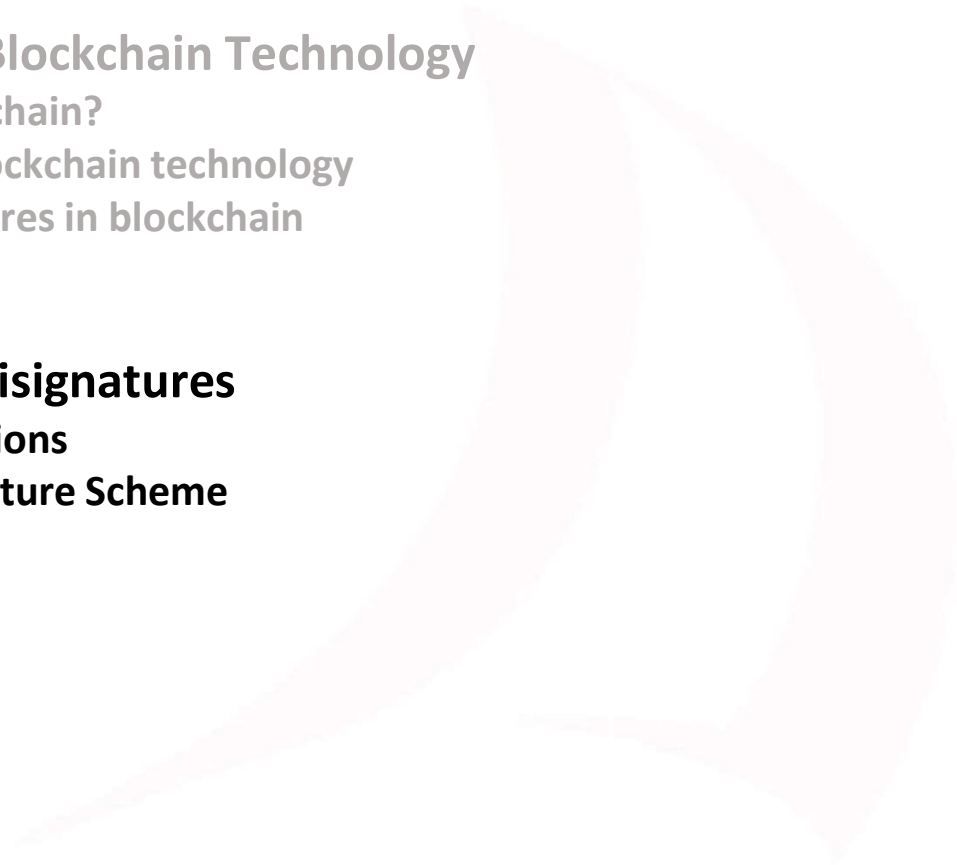 Blockchain Technology
chain?
ockchain technology
res in blockchain
isignatures
ions
ture Scheme